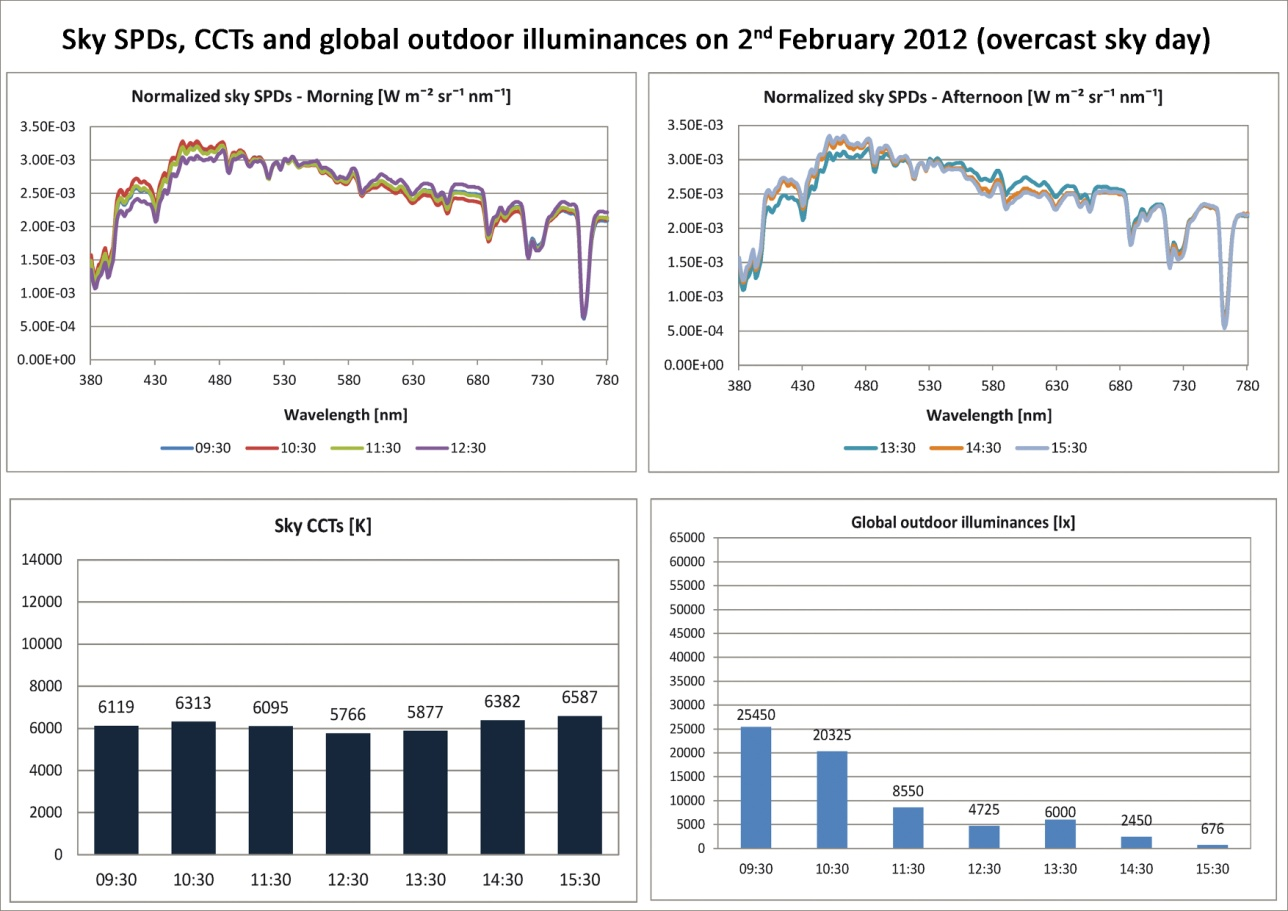 Sky SPDs, CCTs and global outdoor illuminances on 2nd February 2012 (overcast sky day)
Normalized sky SPDs - Morning [W m⁻² sr⁻¹ nm⁻¹]
3.50E-03
3.00E-03
2.50E-03
2.00E-03
1.50E-03
1.00E-03
5.00E-04
0.00E+00
380 430 480 530 580 630 680 730 780
Wavelength [nm]
09:30 10:30 11:30 12:30
Normalized sky SPDs - Afternoon [W m⁻² sr⁻¹ nm⁻¹]
3.50E-03
3.00E-03
2.50E-03
2.00E-03
1.50E-03
1.00E-03
5.00E-04
0.00E+00
380 430 480 530 580 630 680 730 780
Wavelength [nm]
13:30 14:30 15:30
Sky CCTs [K]
14000
12000
10000
8000
6000
4000
2000
0
6119 6313 6095 5766 5877 6382 6587
09:30 10:30 11:30 12:30 13:30 14:30 15:30
Global outdoor illuminances [lx]
65000
60000
55000
50000
45000
40000
35000
30000
25000
20000
15000
10000
5000
0
25450 20325 8550 4725 6000 2450 676
09:30 10:30 11:30 12:30 13:30 14:30 15:30